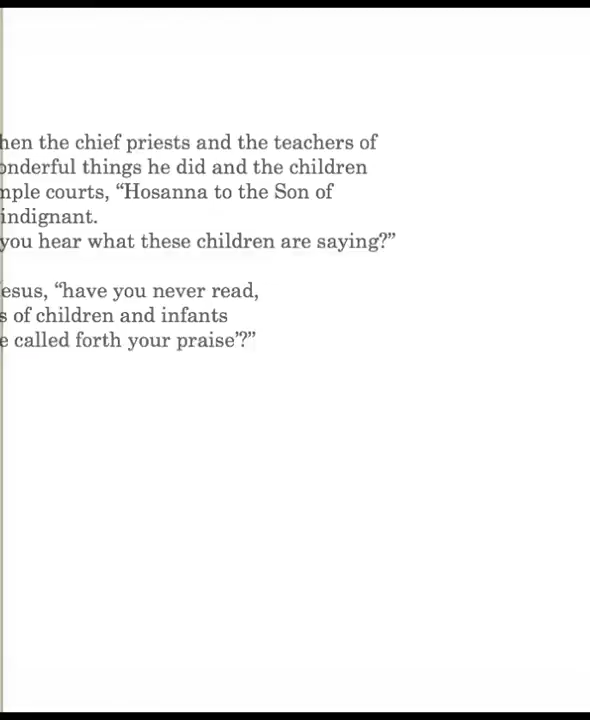 hen the chief priests and the teachers of
onderful things he did and the children
mple courts, “Hosanna to the Son of
indignant.
you hear what these children are saying?”
esus, “have you never read,
s of children and infants
e called forth your praise’?”